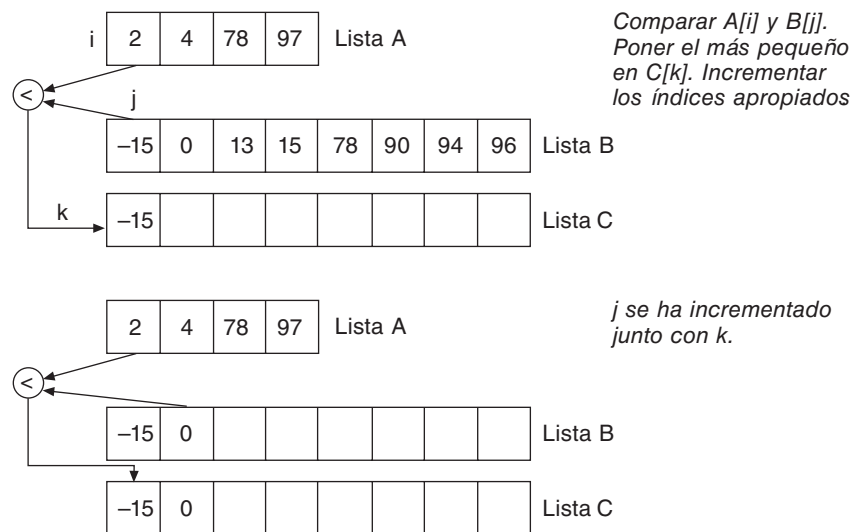 i 2 4 78 97 Lista A
Comparar A[i] y B[j].
Poner el más pequeño
en C[k]. Incrementar
los índices apropiados
<
j
–15 0 13 15 78 90 94 96 Lista B
k
–15 Lista C
2 4 78 97 Lista A
j se ha incrementado
junto con k.
<
–15 0 Lista B
–15 0 Lista C